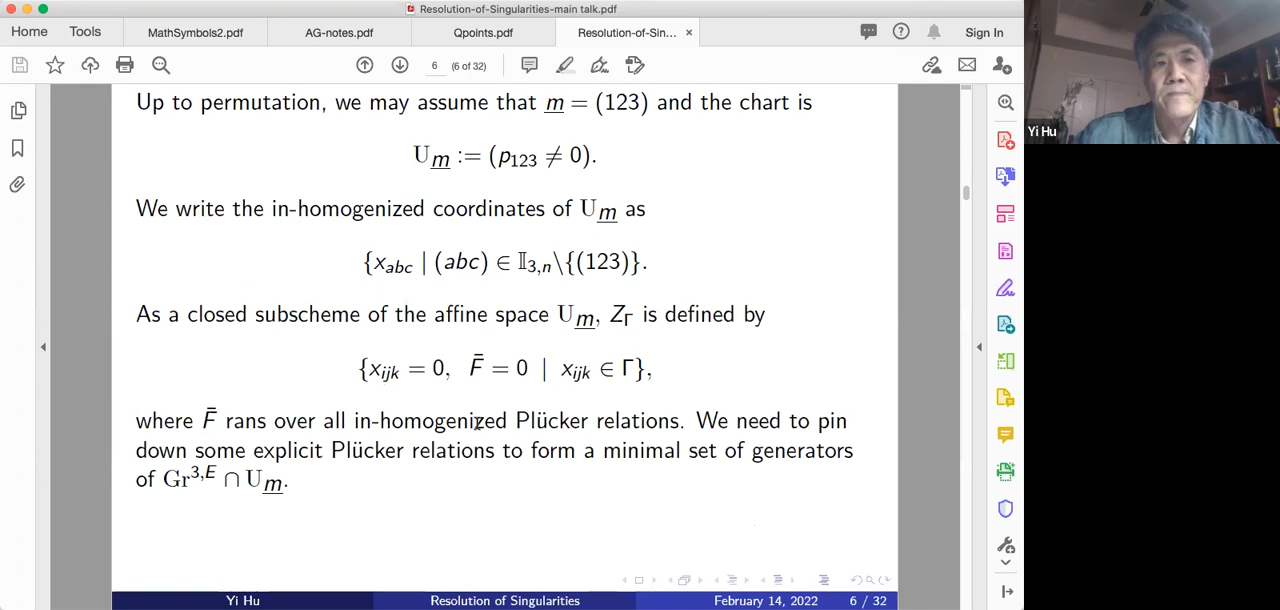 Resolution-of-Singularities-main talk.pdf
Home Tools MathSymbols2.pdf AG-notes.pdf Qpoints.pdf Resolution-of-Sin... × Sign In
6 (6 of 32)
Up to permutation, we may assume that m = (123) and the chart is
U_m := (p₁₂₃ ≠ 0).
We write the in-homogenized coordinates of U_m as
{x_abc | (abc) ∈ 𝕀₃,ₙ\{(123)}.
As a closed subscheme of the affine space U_m, Z_Γ is defined by
{x_ijk = 0, F̄ = 0 | x_ijk ∈ Γ},
where F̄ rans over all in-homogenized Plücker relations. We need to pin
down some explicit Plücker relations to form a minimal set of generators
of Gr^{3,E} ∩ U_m.
Yi Hu Resolution of Singularities February 14, 2022 6 / 32
Yi Hu